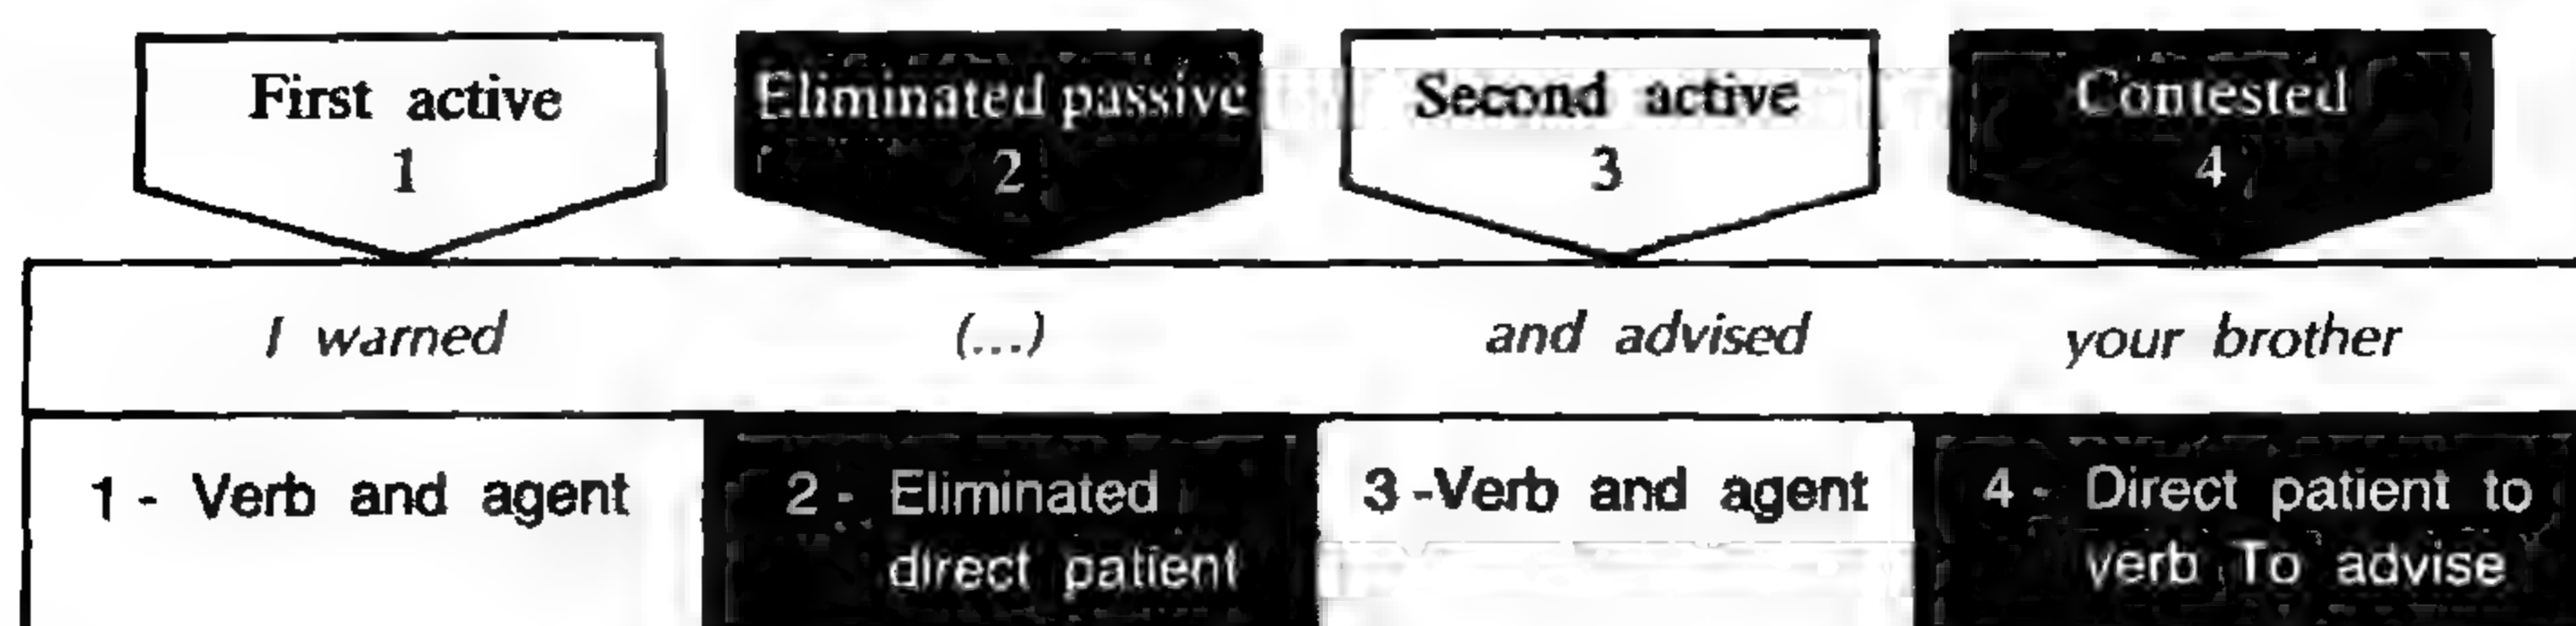 First active Eliminated passive Second active Contested
1 2 3 4
I warned (...) and advised your brother
1 - Verb and agent 2 - Eliminated 3 -Verb and agent 4 - Direct patient to
direct patient verb To advise